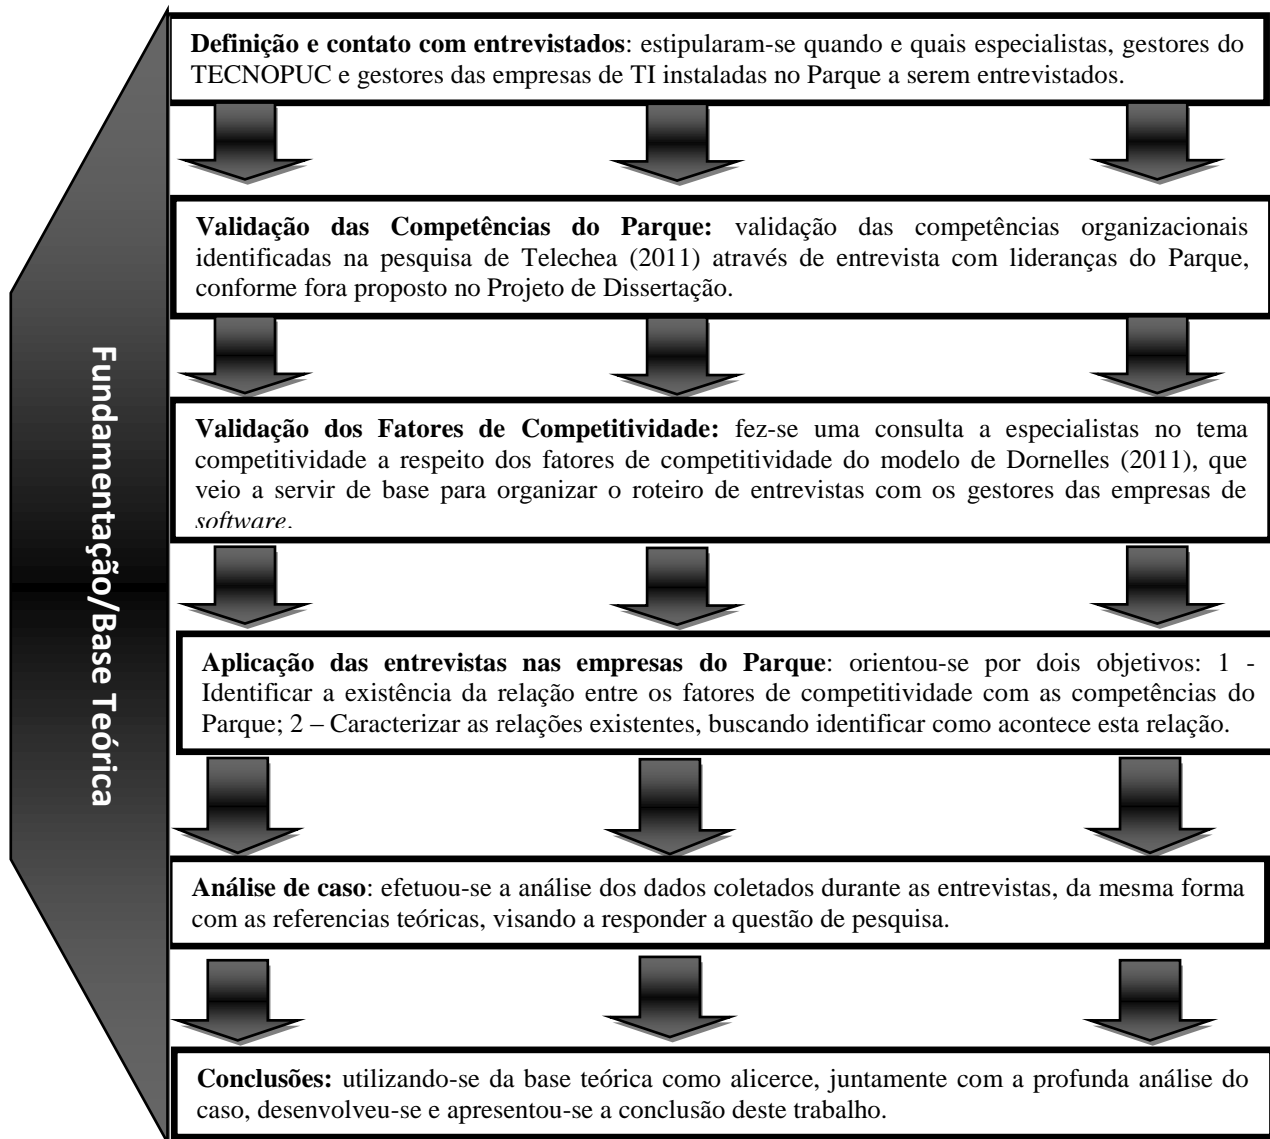 Definição e contato com entrevistados: estipularam-se quando e quais especialistas, gestores do
TECNOPUC e gestores das empresas de TI instaladas no Parque a serem entrevistados.
Validação das Competências do Parque: validação das competências organizacionais
identificadas na pesquisa de Telechea (2011) através de entrevista com lideranças do Parque,
conforme fora proposto no Projeto de Dissertação.
Fundamentação/Base Teórica
Validação dos Fatores de Competitividade: fez-se uma consulta a especialistas no tema
competitividade a respeito dos fatores de competitividade do modelo de Dornelles (2011), que
veio a servir de base para organizar o roteiro de entrevistas com os gestores das empresas de
software.
Aplicação das entrevistas nas empresas do Parque: orientou-se por dois objetivos: 1 -
Identificar a existência da relação entre os fatores de competitividade com as competências do
Parque; 2 – Caracterizar as relações existentes, buscando identificar como acontece esta relação.
Análise de caso: efetuou-se a análise dos dados coletados durante as entrevistas, da mesma forma
com as referencias teóricas, visando a responder a questão de pesquisa.
Conclusões: utilizando-se da base teórica como alicerce, juntamente com a profunda análise do
caso, desenvolveu-se e apresentou-se a conclusão deste trabalho.